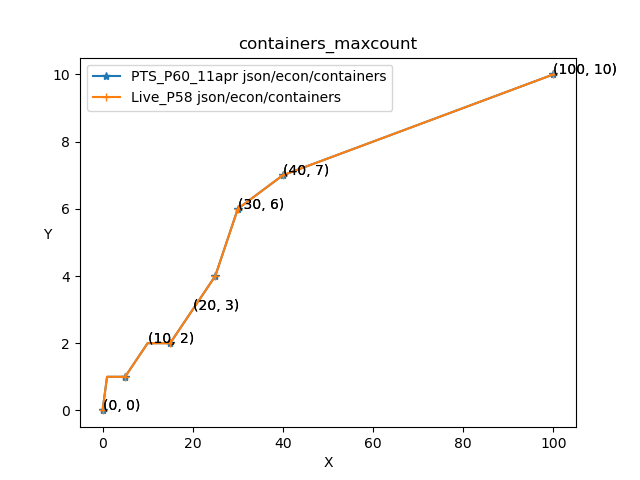 containers_maxcount
PTS_P60_11apr json/econ/containers
Live_P58 json/econ/containers
10
8
6
4
2
0
Y
(100, 10)
(40, 7)
(30, 6)
(20, 3)
(10, 2)
(0, 0)
0 20 40 60 80 100
X